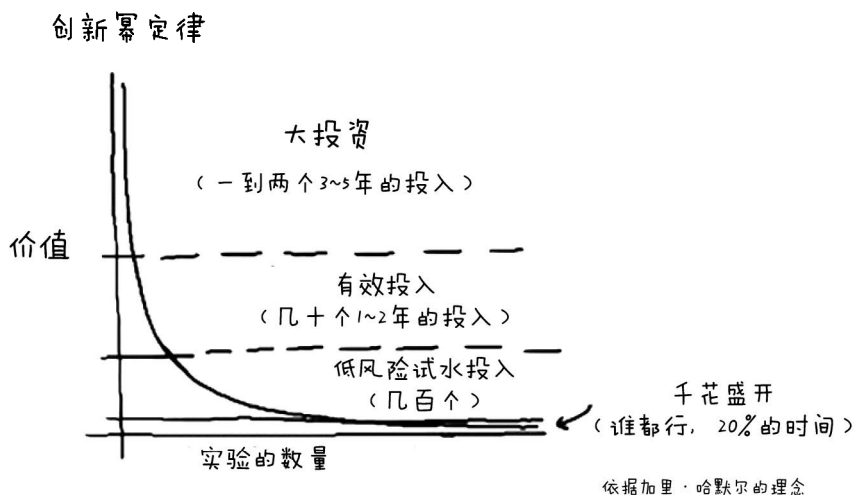 创新幂定律
大投资
（一到两个3~5年的投入）
价值
有效投入
（几十个1~2年的投入）
低风险试水投入
（几百个）
千花盛开
（谁都行，20%的时间）
实验的数量
依据加里·哈默尔的理念